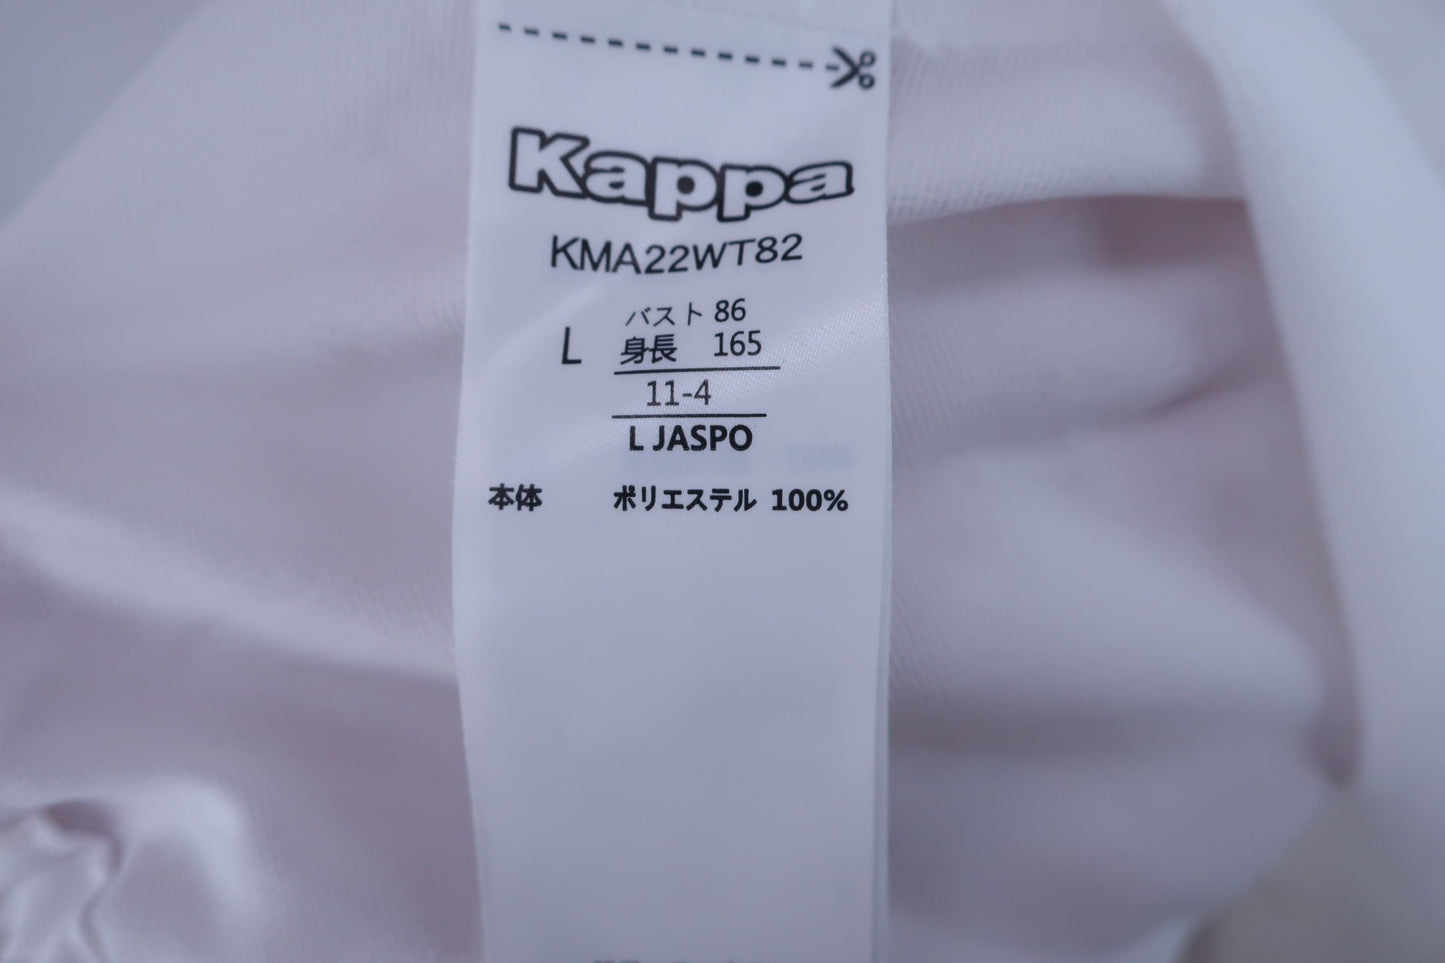 Kappa
KMA22WT82
バスト 86
L 身長 165
11-4
L JASPO
本体 ポリエステル 100%